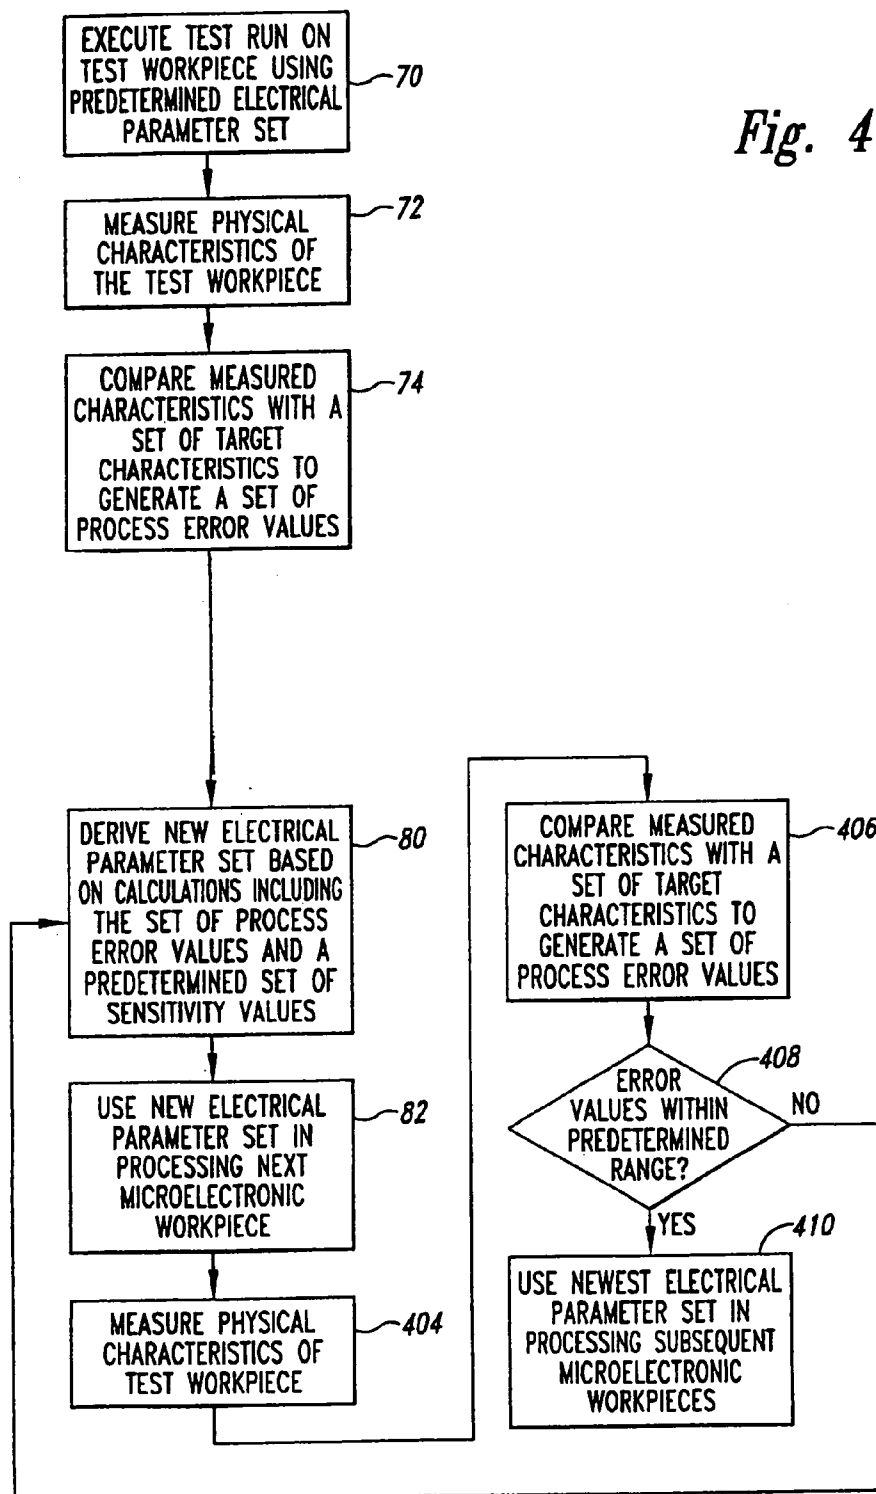 EXECUTE TEST RUN ON
TEST WORKPIECE USING
PREDETERMINED ELECTRICAL
PARAMETER SET
70
Fig. 4
MEASURE PHYSICAL
CHARACTERISTICS OF
THE TEST WORKPIECE
72
COMPARE MEASURED
CHARACTERISTICS WITH A
SET OF TARGET
CHARACTERISTICS TO
GENERATE A SET OF
PROCESS ERROR VALUES
74
DERIVE NEW ELECTRICAL
PARAMETER SET BASED
ON CALCULATIONS INCLUDING
THE SET OF PROCESS
ERROR VALUES AND A
PREDETERMINED SET OF
SENSITIVITY VALUES
80
USE NEW ELECTRICAL
PARAMETER SET IN
PROCESSING NEXT
MICROELECTRONIC
WORKPIECE
82
MEASURE PHYSICAL
CHARACTERISTICS OF
TEST WORKPIECE
404
COMPARE MEASURED
CHARACTERISTICS WITH A
SET OF TARGET
CHARACTERISTICS TO
GENERATE A SET OF
PROCESS ERROR VALUES
406
ERROR
VALUES WITHIN
PREDETERMINED
RANGE?
408
NO
YES
USE NEWEST ELECTRICAL
PARAMETER SET IN
PROCESSING SUBSEQUENT
MICROELECTRONIC
WORKPIECES
410